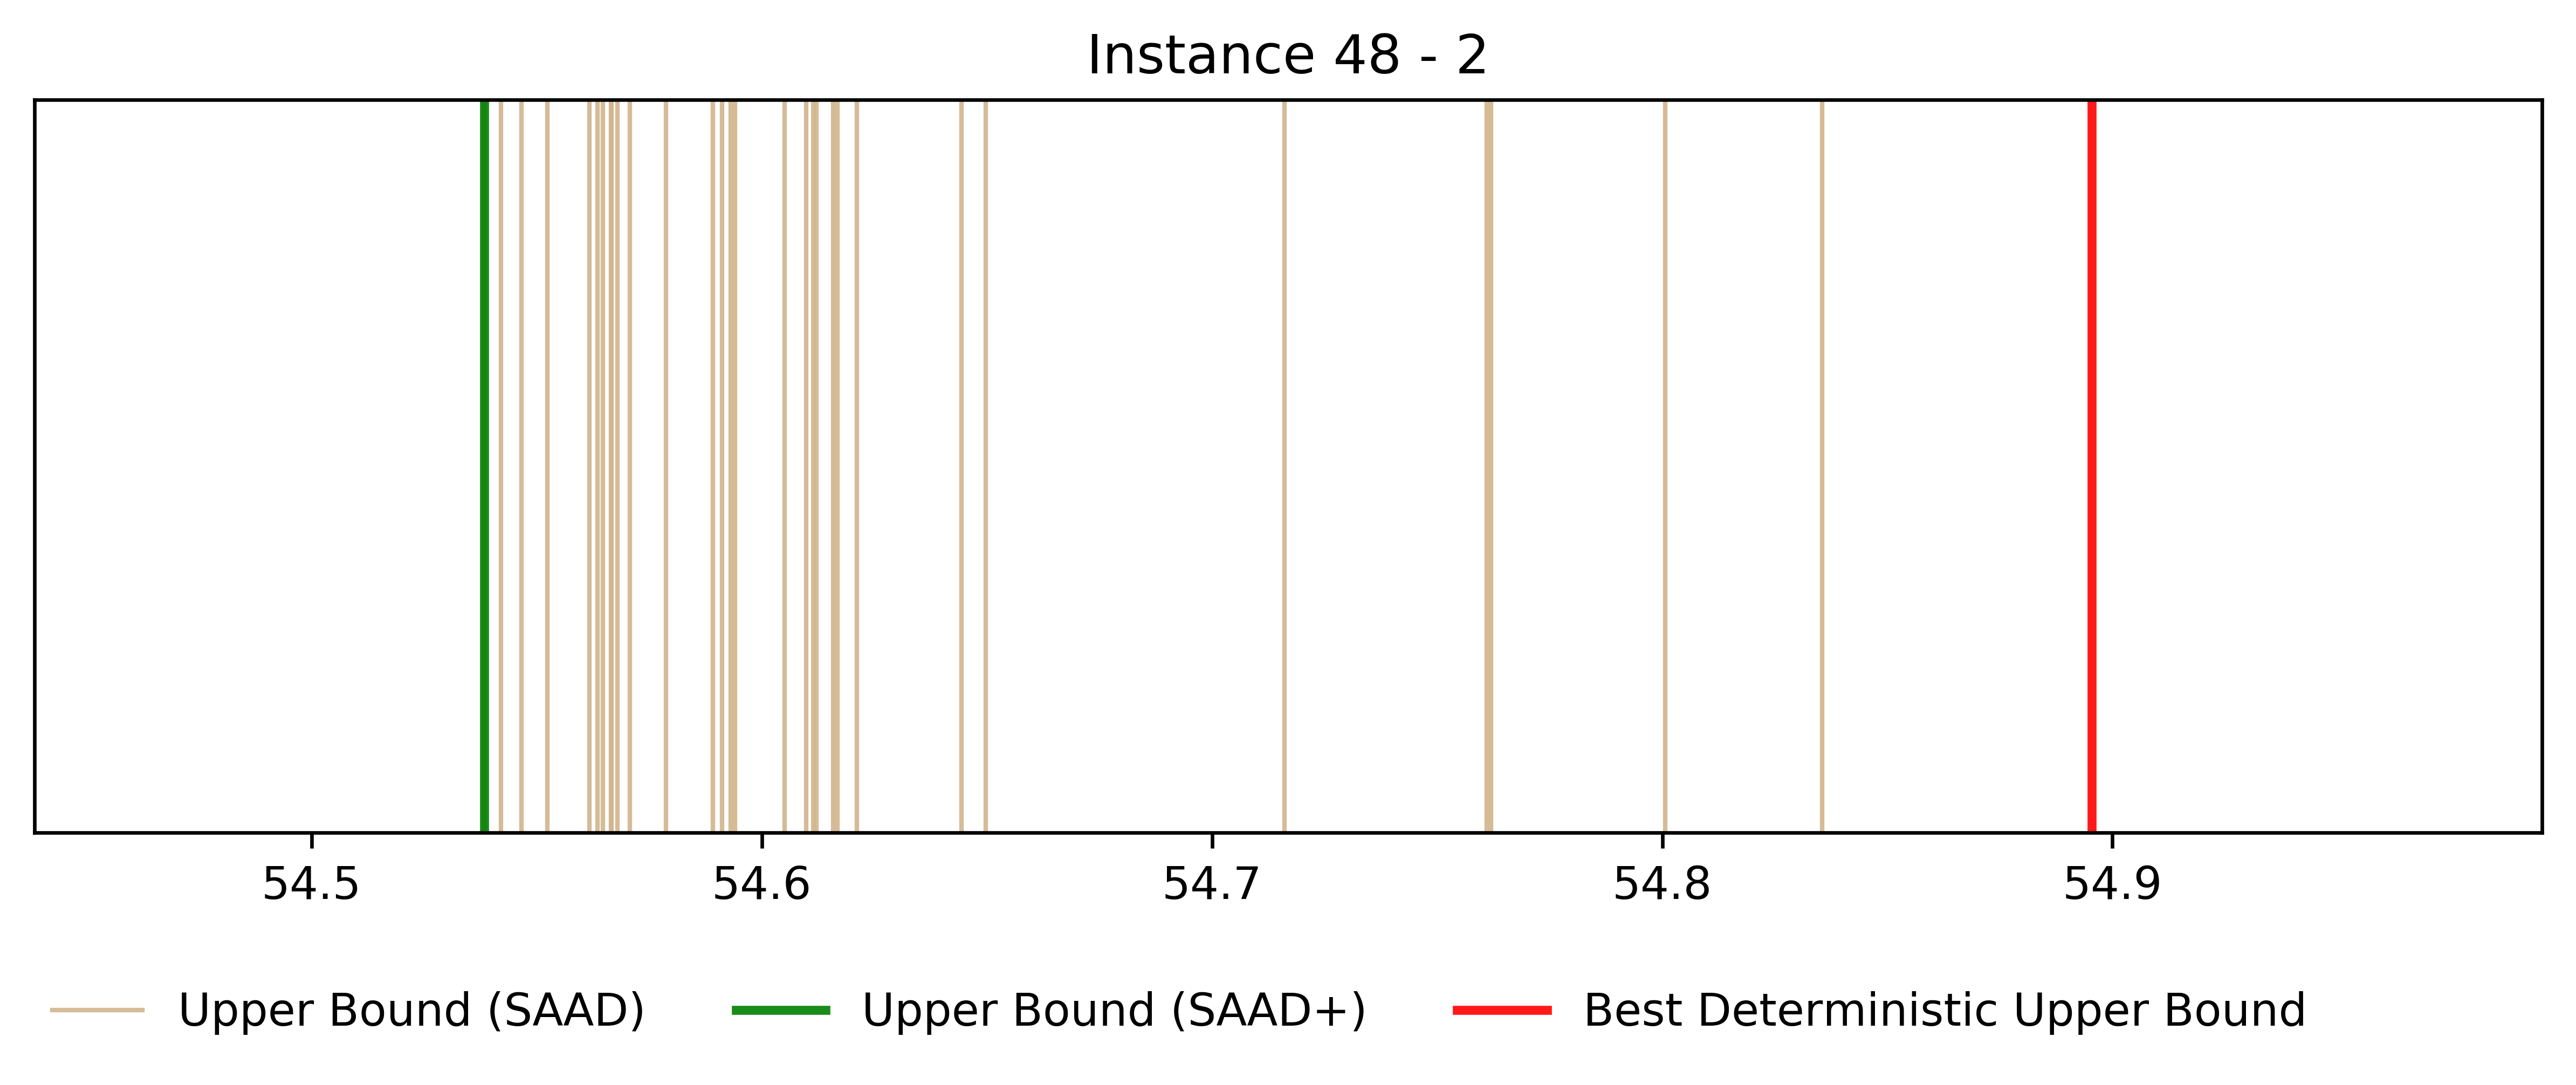 Instance 48 - 2
54.5 54.6 54.7 54.8 54.9
Upper Bound (SAAD) Upper Bound (SAAD+) Best Deterministic Upper Bound